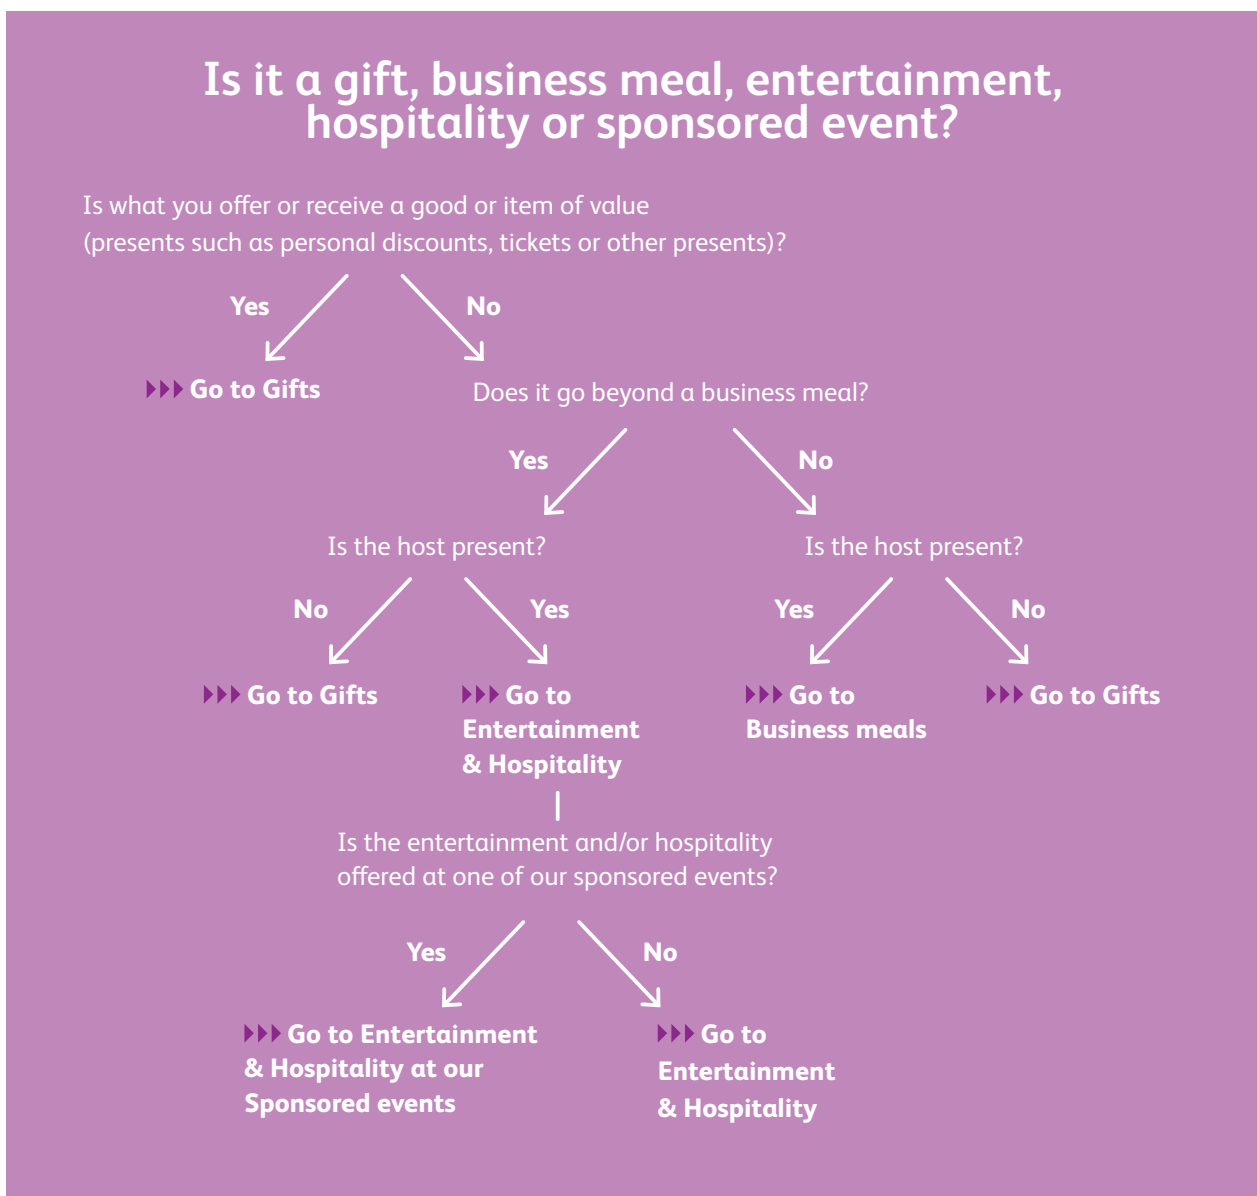 Is it a gift, business meal, entertainment,
hospitality or sponsored event?
Is what you offer or receive a good or item of value
(presents such as personal discounts, tickets or other presents)?
Yes
No
Go to Gifts
Does it go beyond a business meal?
Yes
No
Is the host present?
Is the host present?
No
Yes
Yes
No
Go to Gifts
Go to
Entertainment
& Hospitality
Go to
Business meals
Go to Gifts
Is the entertainment and/or hospitality
offered at one of our sponsored events?
Yes
No
Go to Entertainment
& Hospitality at our
Sponsored events
Go to
Entertainment
& Hospitality